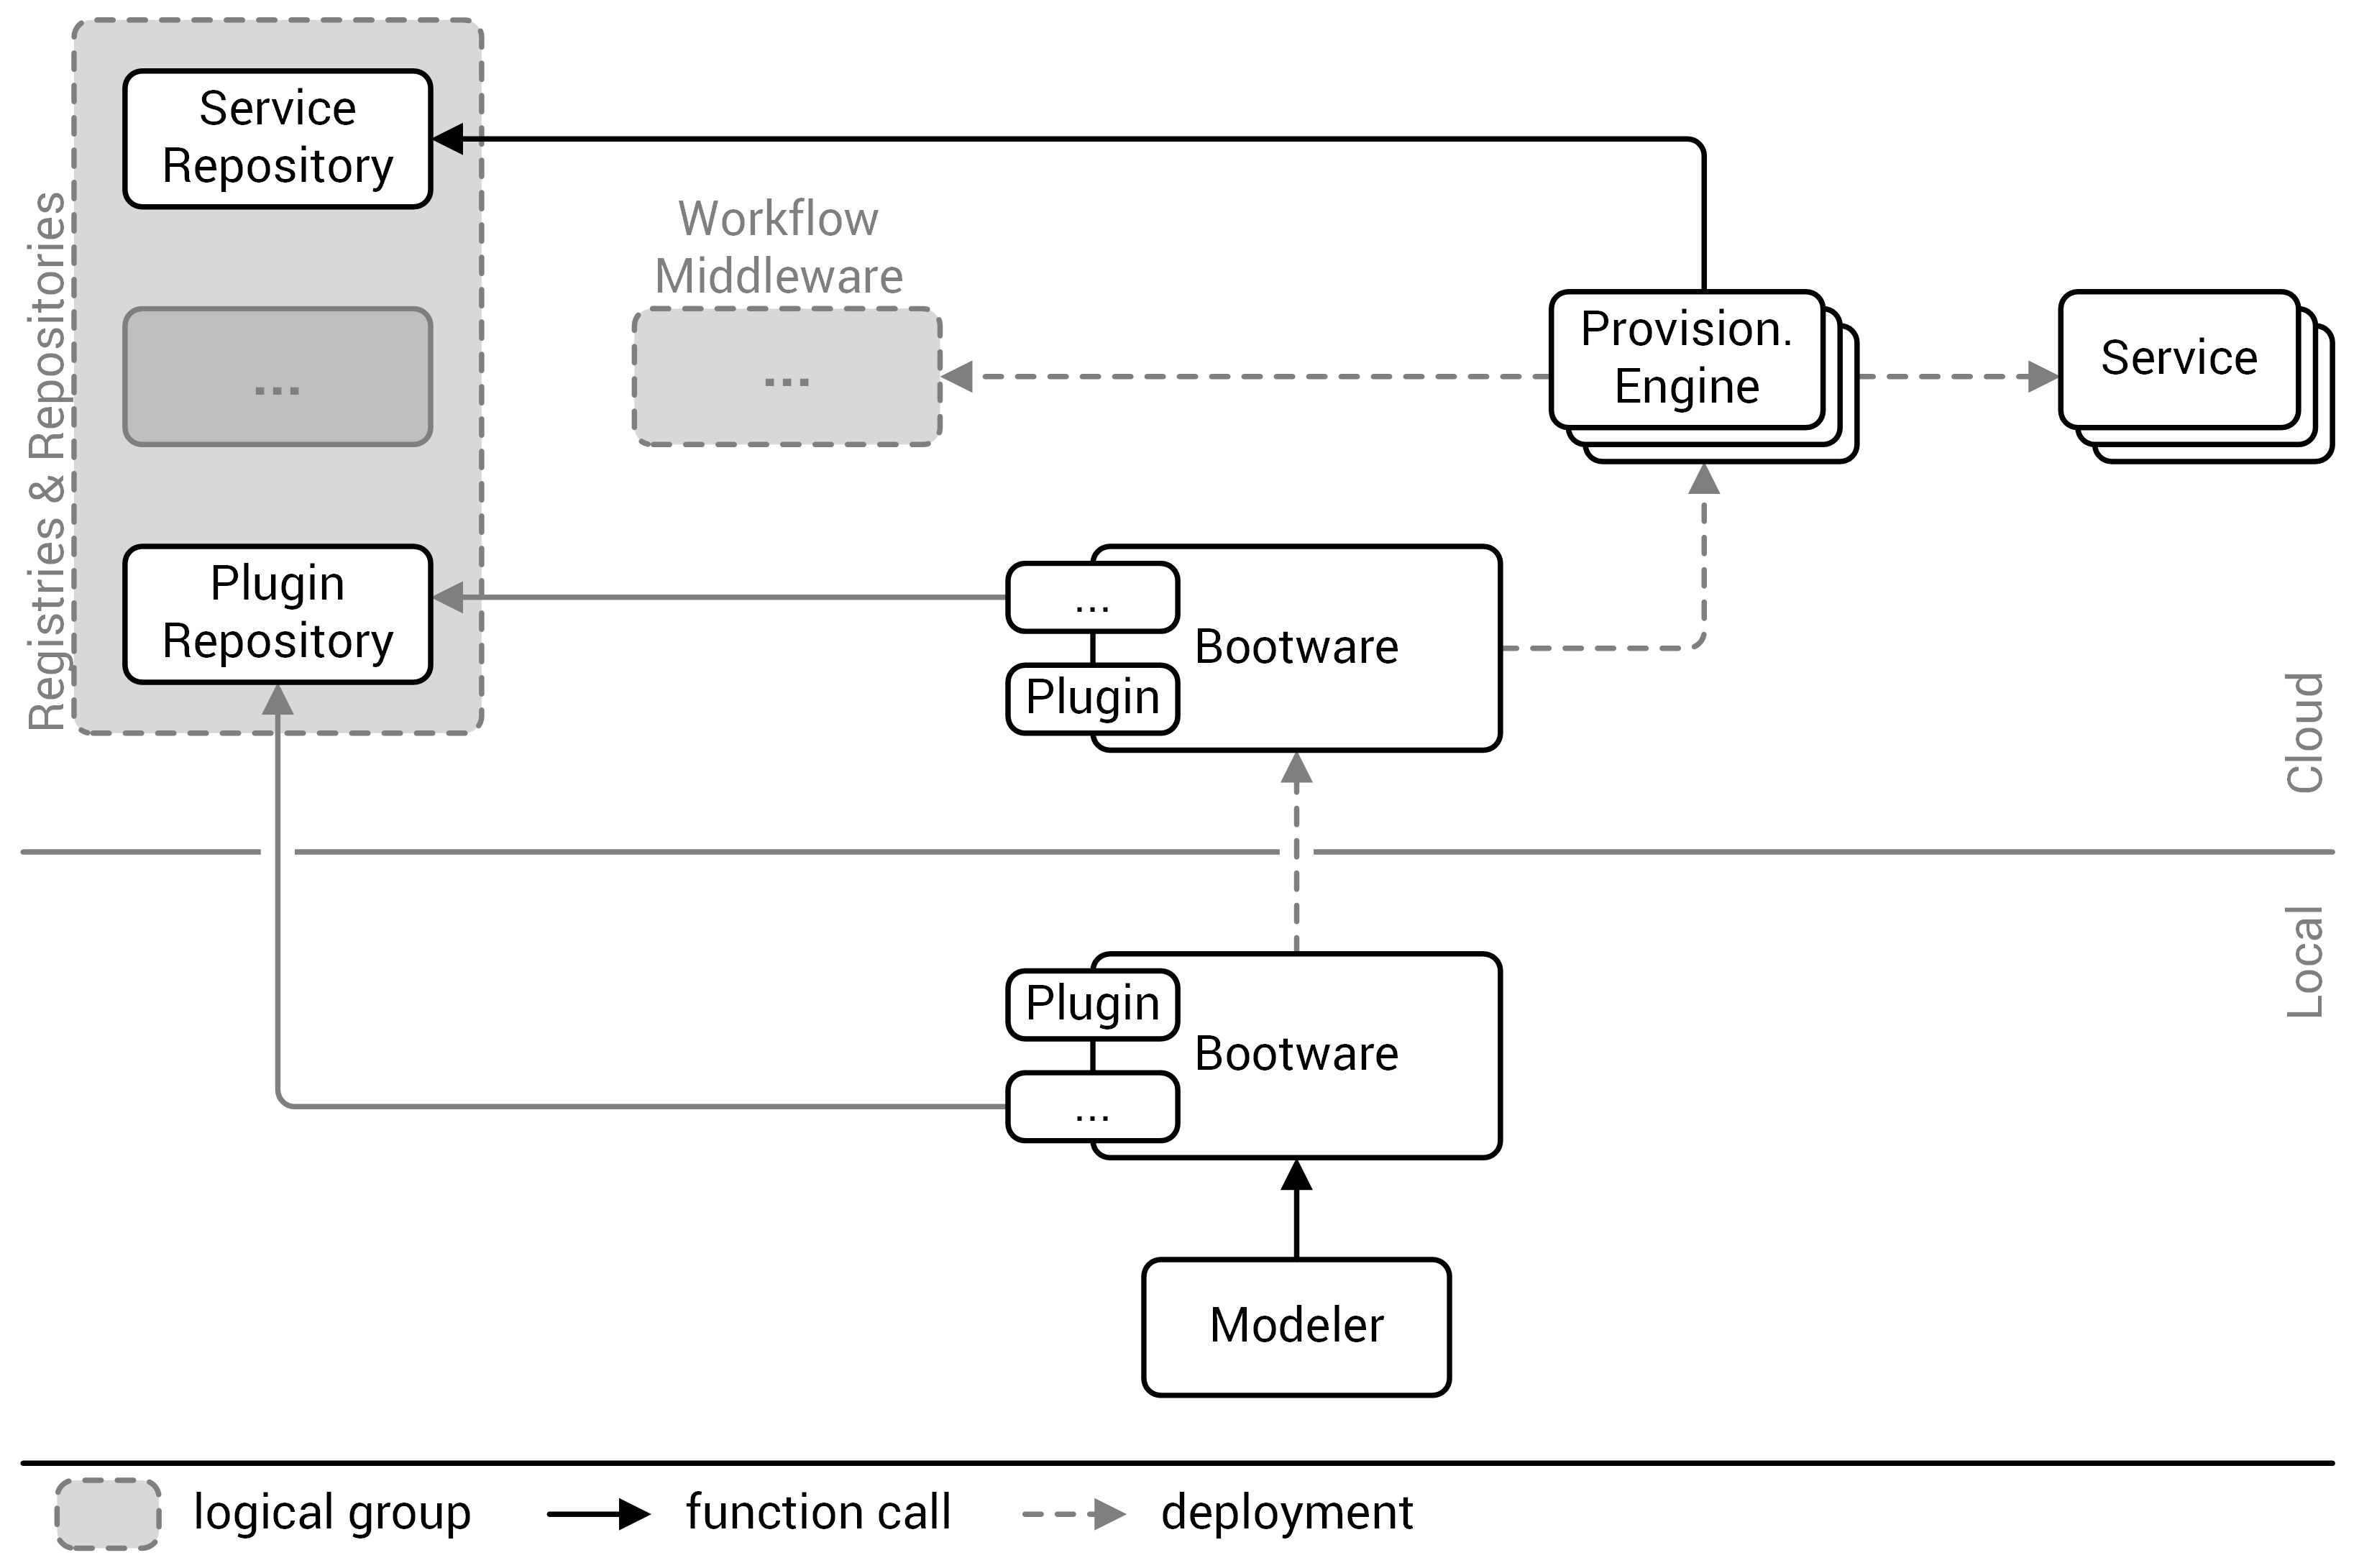 Service
Repository
Registries & Repositories
...
Plugin
Repository
Workflow
Middleware
...
Provision.
Engine
Service
...
Bootware
Plugin
Cloud
Local
Plugin
Bootware
...
Modeler
logical group
function call
deployment